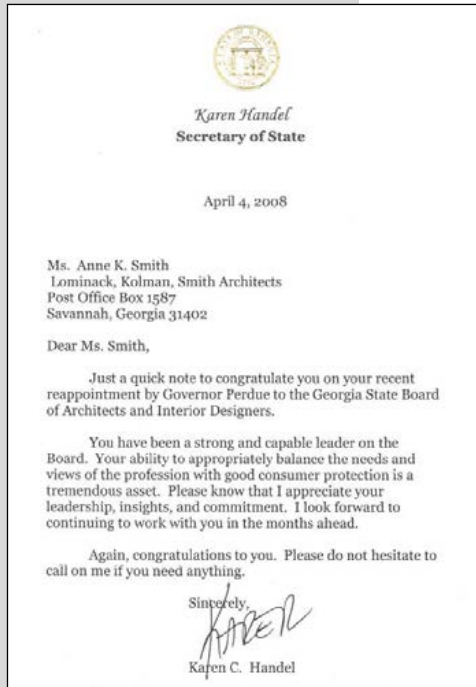 Karen Handel
Secretary of State
April 4, 2008
Ms. Anne K. Smith
Lominack, Kolman, Smith Architects
Post Office Box 1587
Savannah, Georgia 31402
Dear Ms. Smith,
Just a quick note to congratulate you on your recent
reappointment by Governor Perdue to the Georgia State Board
of Architects and Interior Designers.
You have been a strong and capable leader on the
Board. Your ability to appropriately balance the needs and
views of the profession with good consumer protection is a
tremendous asset. Please know that I appreciate your
leadership, insights, and commitment. I look forward to
continuing to work with you in the months ahead.
Again, congratulations to you. Please do not hesitate to
call on me if you need anything.
Sincerely,
KAREN
Karen C. Handel